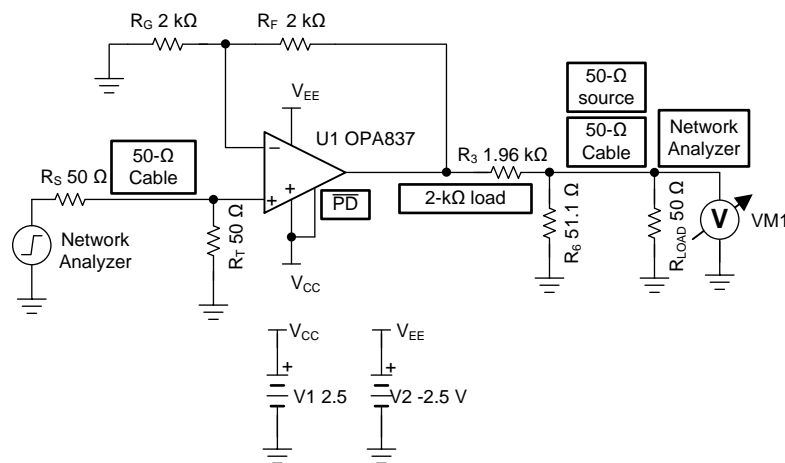 R_G 2 kΩ
R_F 2 kΩ
V_EE
U1 OPA837
50-Ω
source
50-Ω
Cable
Network
Analyzer
50-Ω
Cable
R_S 50 Ω
R_3 1.96 kΩ
−
+
+
PD
2-kΩ load
Network
Analyzer
R_T 50 Ω
V_CC
R_6 51.1 Ω
R_LOAD 50 Ω
V
VM1
V_CC
V_EE
+
+
V1 2.5
V2 -2.5 V